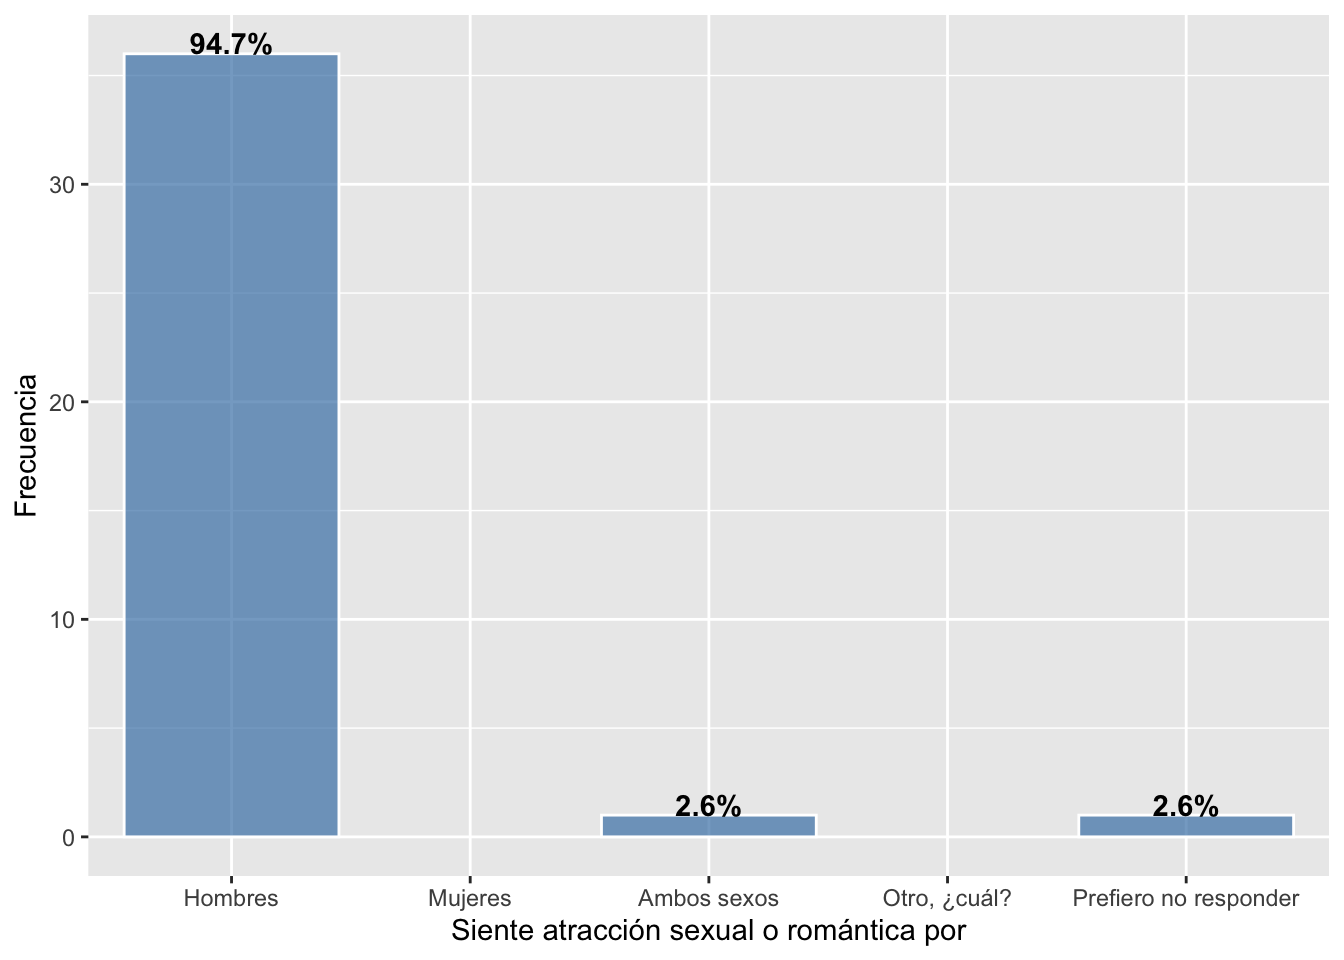 94.7%
30
20
10
0
2.6%
2.6%
Frecuencia
Hombres
Mujeres
Ambos sexos
Otro, ¿cuál?
Prefiero no responder
Siente atracción sexual o romántica por